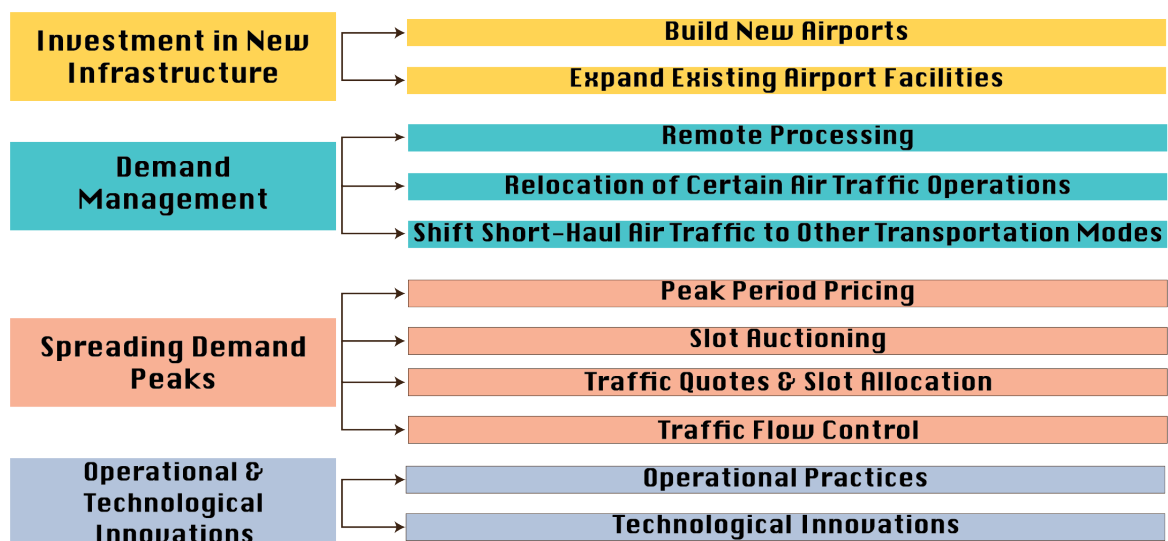 Investment in New
Infrastructure
Build New Airports
Expand Existing Airport Facilities
Demand
Management
Remote Processing
Relocation of Certain Air Traffic Operations
Shift Short-Haul Air Traffic to Other Transportation Modes
Spreading Demand
Peaks
Peak Period Pricing
Slot Auctioning
Traffic Quotes & Slot Allocation
Traffic Flow Control
Operational &
Technological
Innovations
Operational Practices
Technological Innovations